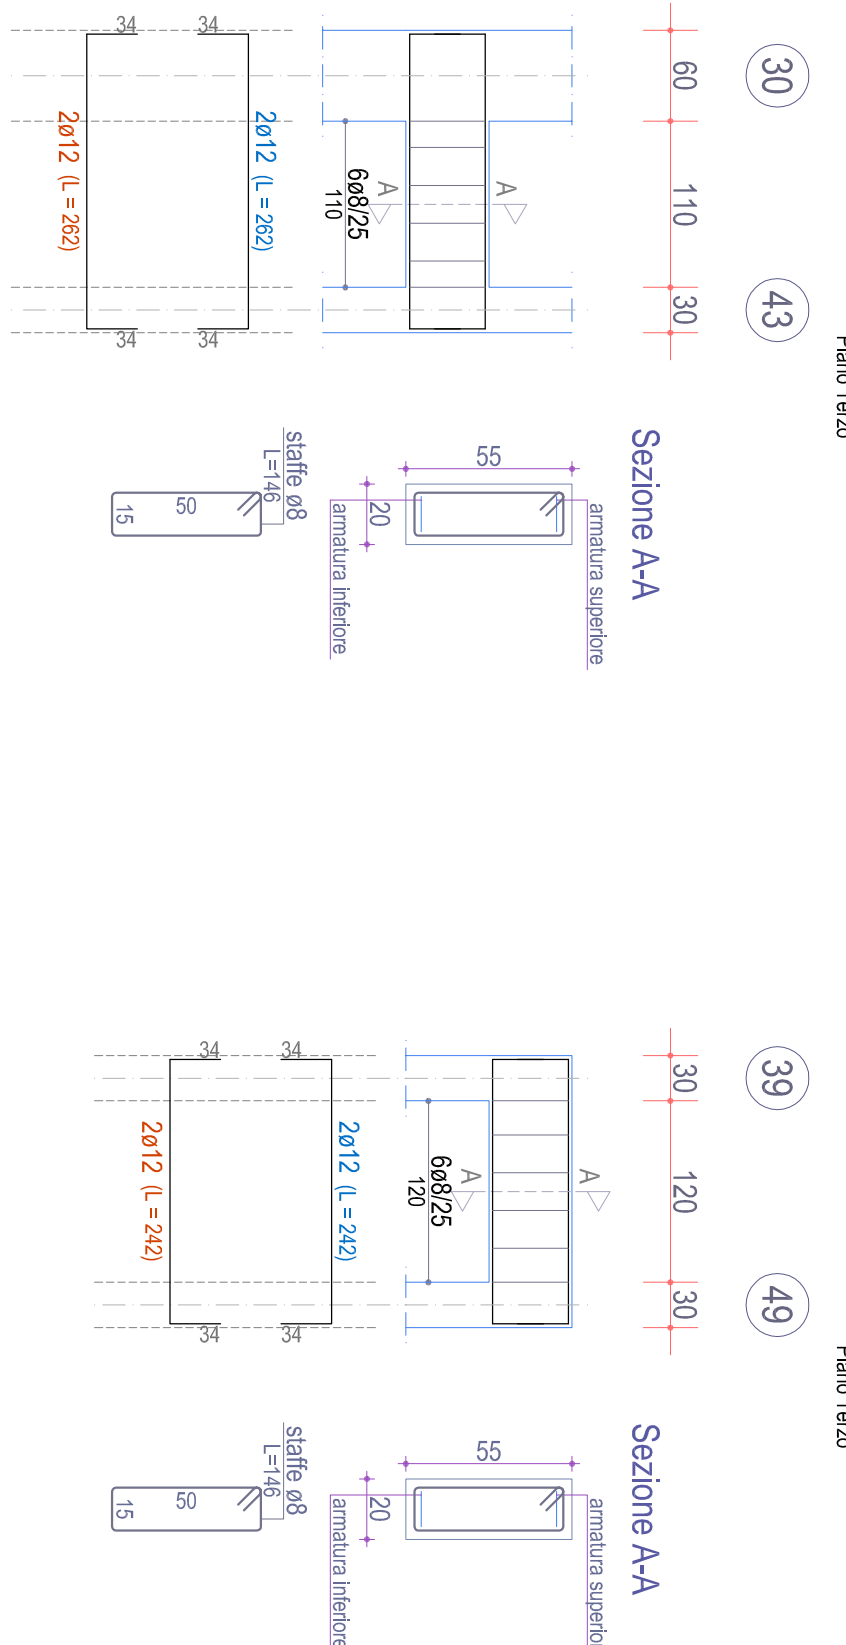 30
43
60
110
30
34
34
2ø12 (L = 262)
2ø12 (L = 262)
34
34
6ø8/25
110
A
A
Sezione A-A
55
20
armatura superiore
armatura inferiore
staffe ø8
L=146
50
15
39
49
30
120
30
34
34
2ø12 (L = 242)
2ø12 (L = 242)
34
34
6ø8/25
120
A
A
Sezione A-A
55
20
armatura superior
armatura inferiore
staffe ø8
L=146
50
15